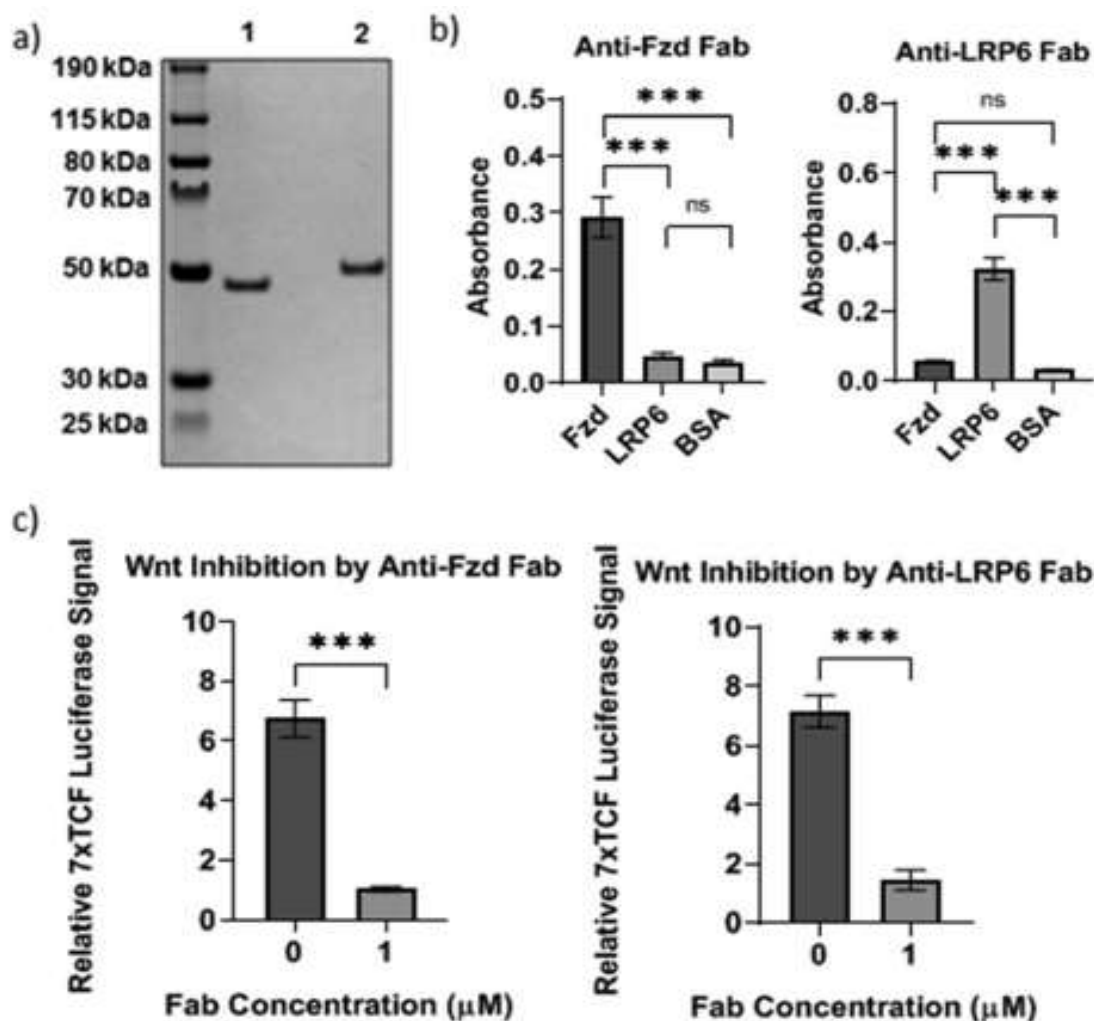 a)
1 2
190 kDa
115 kDa
80 kDa
70 kDa
50 kDa
30 kDa
25 kDa
b)
Anti-Fzd Fab
Absorbance
0.5
0.4
0.3
0.2
0.1
0.0
***
***
ns
Fzd
LRP6
BSA
Anti-LRP6 Fab
Absorbance
0.8
0.6
0.4
0.2
0.0
ns
***
***
Fzd
LRP6
BSA
c)
Wnt Inhibition by Anti-Fzd Fab
Relative 7xTCF Luciferase Signal
10
8
6
4
2
0
***
0 1
Fab Concentration (μM)
Wnt Inhibition by Anti-LRP6 Fab
Relative 7xTCF Luciferase Signal
10
8
6
4
2
0
***
0 1
Fab Concentration (μM)